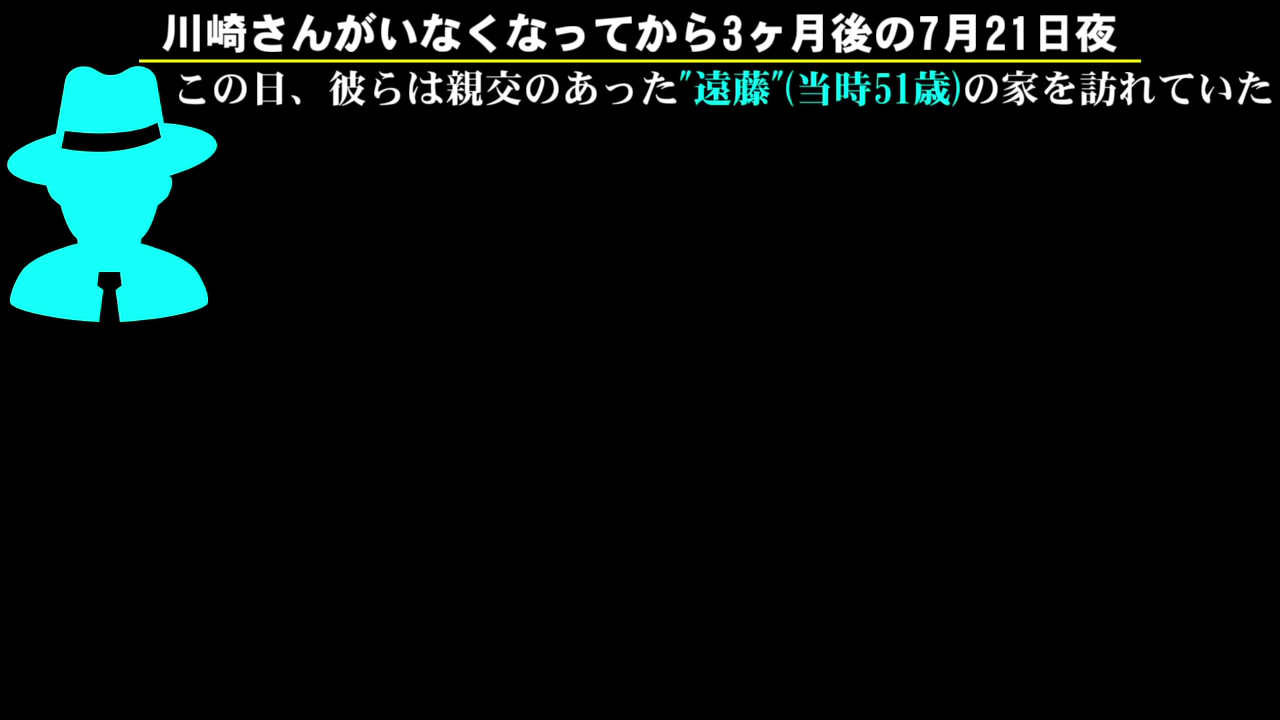 川崎さんがいなくなってから3ヶ月後の7月21日夜
この日、彼らは親交のあった"遠藤"(当時51歳)の家を訪れていた